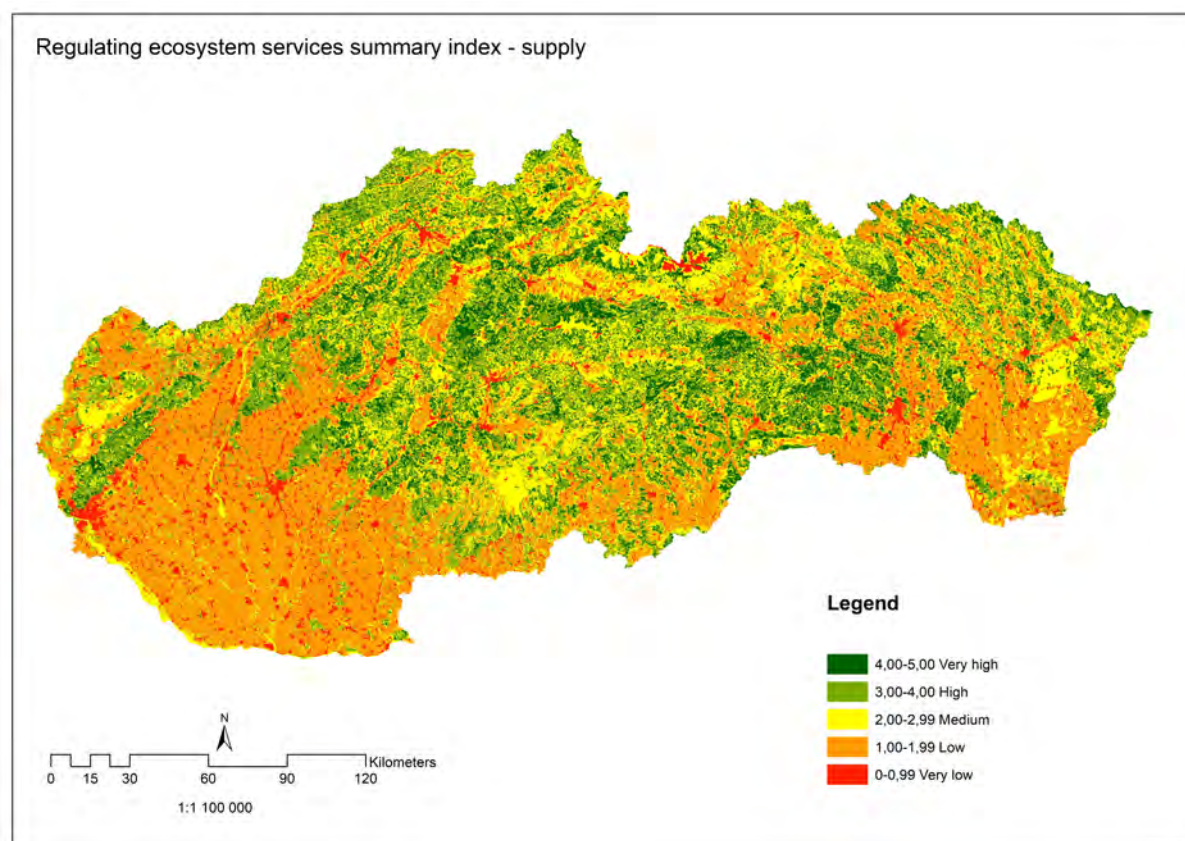 Regulating ecosystem services summary index - supply
Legend
4,00-5,00 Very high
3,00-4,00 High
2,00-2,99 Medium
1,00-1,99 Low
0-0,99 Very low
N
Kilometers
0 15 30 60 90 120
1:1 100 000